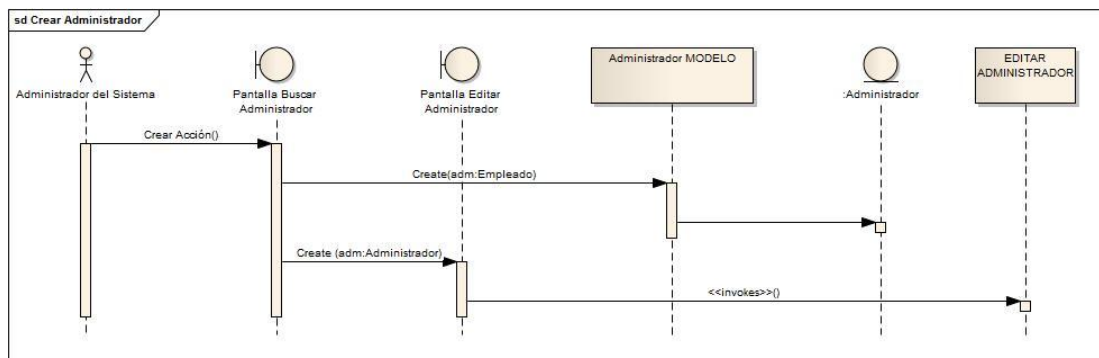 sd Crear Administrador
Administrador del Sistema
Pantalla Buscar
Administrador
Pantalla Editar
Administrador
Administrador MODELO
:Administrador
EDITAR
ADMINISTRADOR
Crear Acción()
Create(adm:Empleado)
Create (adm:Administrador)
<<invokes>>()